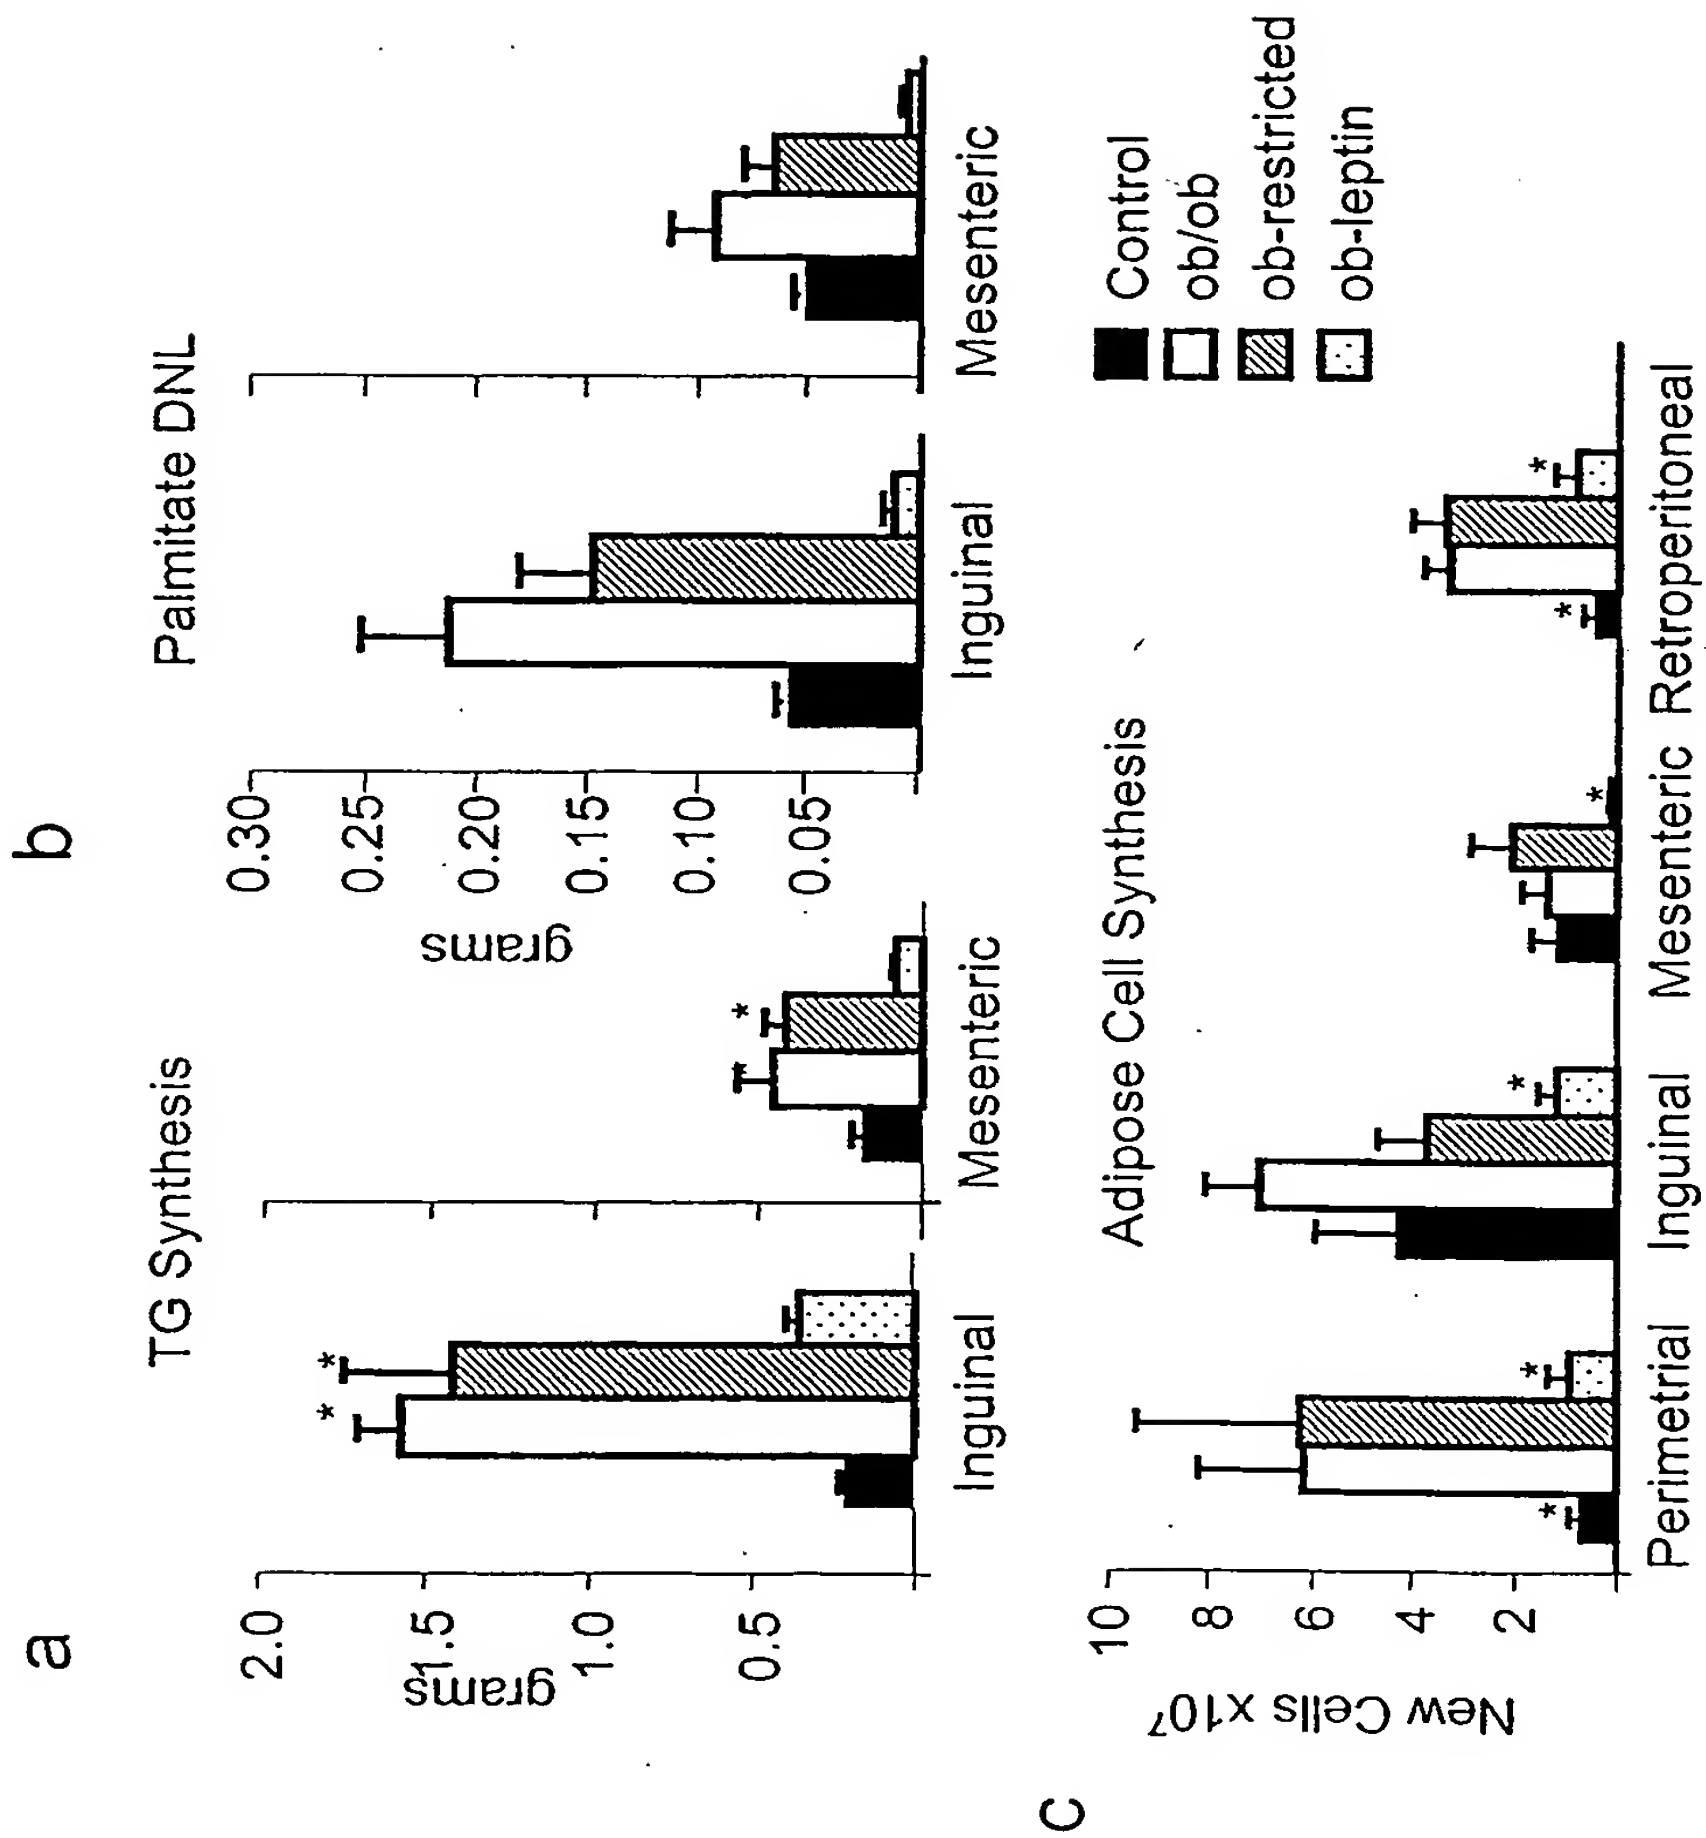 a
TG Synthesis
grams
2.0
1.5
1.0
0.5
* *
Inguinal
* *
Mesenteric
b
Palmitate DNL
grams
0.30
0.25
0.20
0.15
0.10
0.05
Inguinal
Mesenteric
c
Adipose Cell Synthesis
New Cells x10⁷
10
8
6
4
2
* *
Perimetrial
*
Inguinal
*
Mesenteric
* *
Retroperitoneal
Control
ob/ob
ob-restricted
ob-leptin